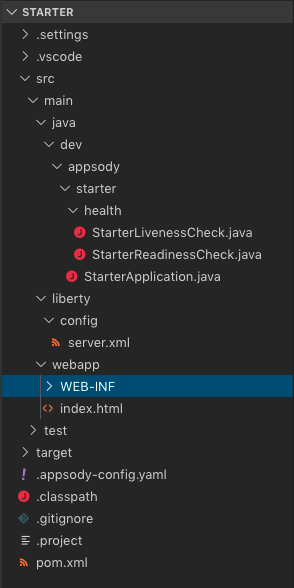 STARTER
.settings
.vscode
src
main
java
dev
appsody
starter
health
StarterLivenessCheck.java
StarterReadinessCheck.java
StarterApplication.java
liberty
config
server.xml
webapp
WEB-INF
index.html
test
target
.appsody-config.yaml
.classpath
.gitignore
.project
pom.xml